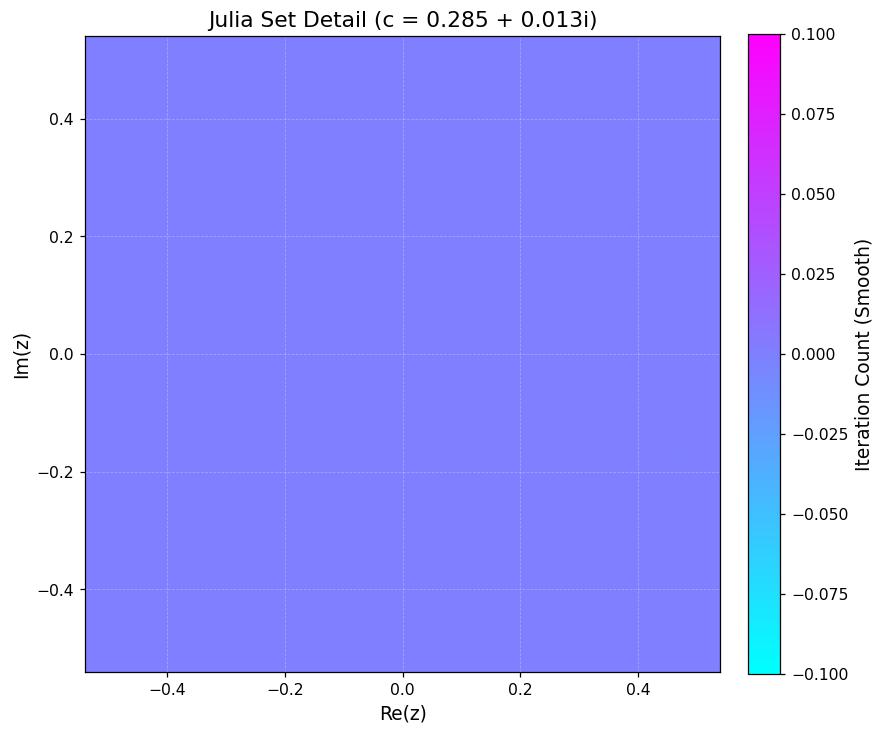 Julia Set Detail (c = 0.285 + 0.013i)
0.4
0.2
0.0
−0.2
−0.4
Im(z)
−0.4 −0.2 0.0 0.2 0.4
Re(z)
0.100
0.075
0.050
0.025
0.000
−0.025
−0.050
−0.075
−0.100
Iteration Count (Smooth)